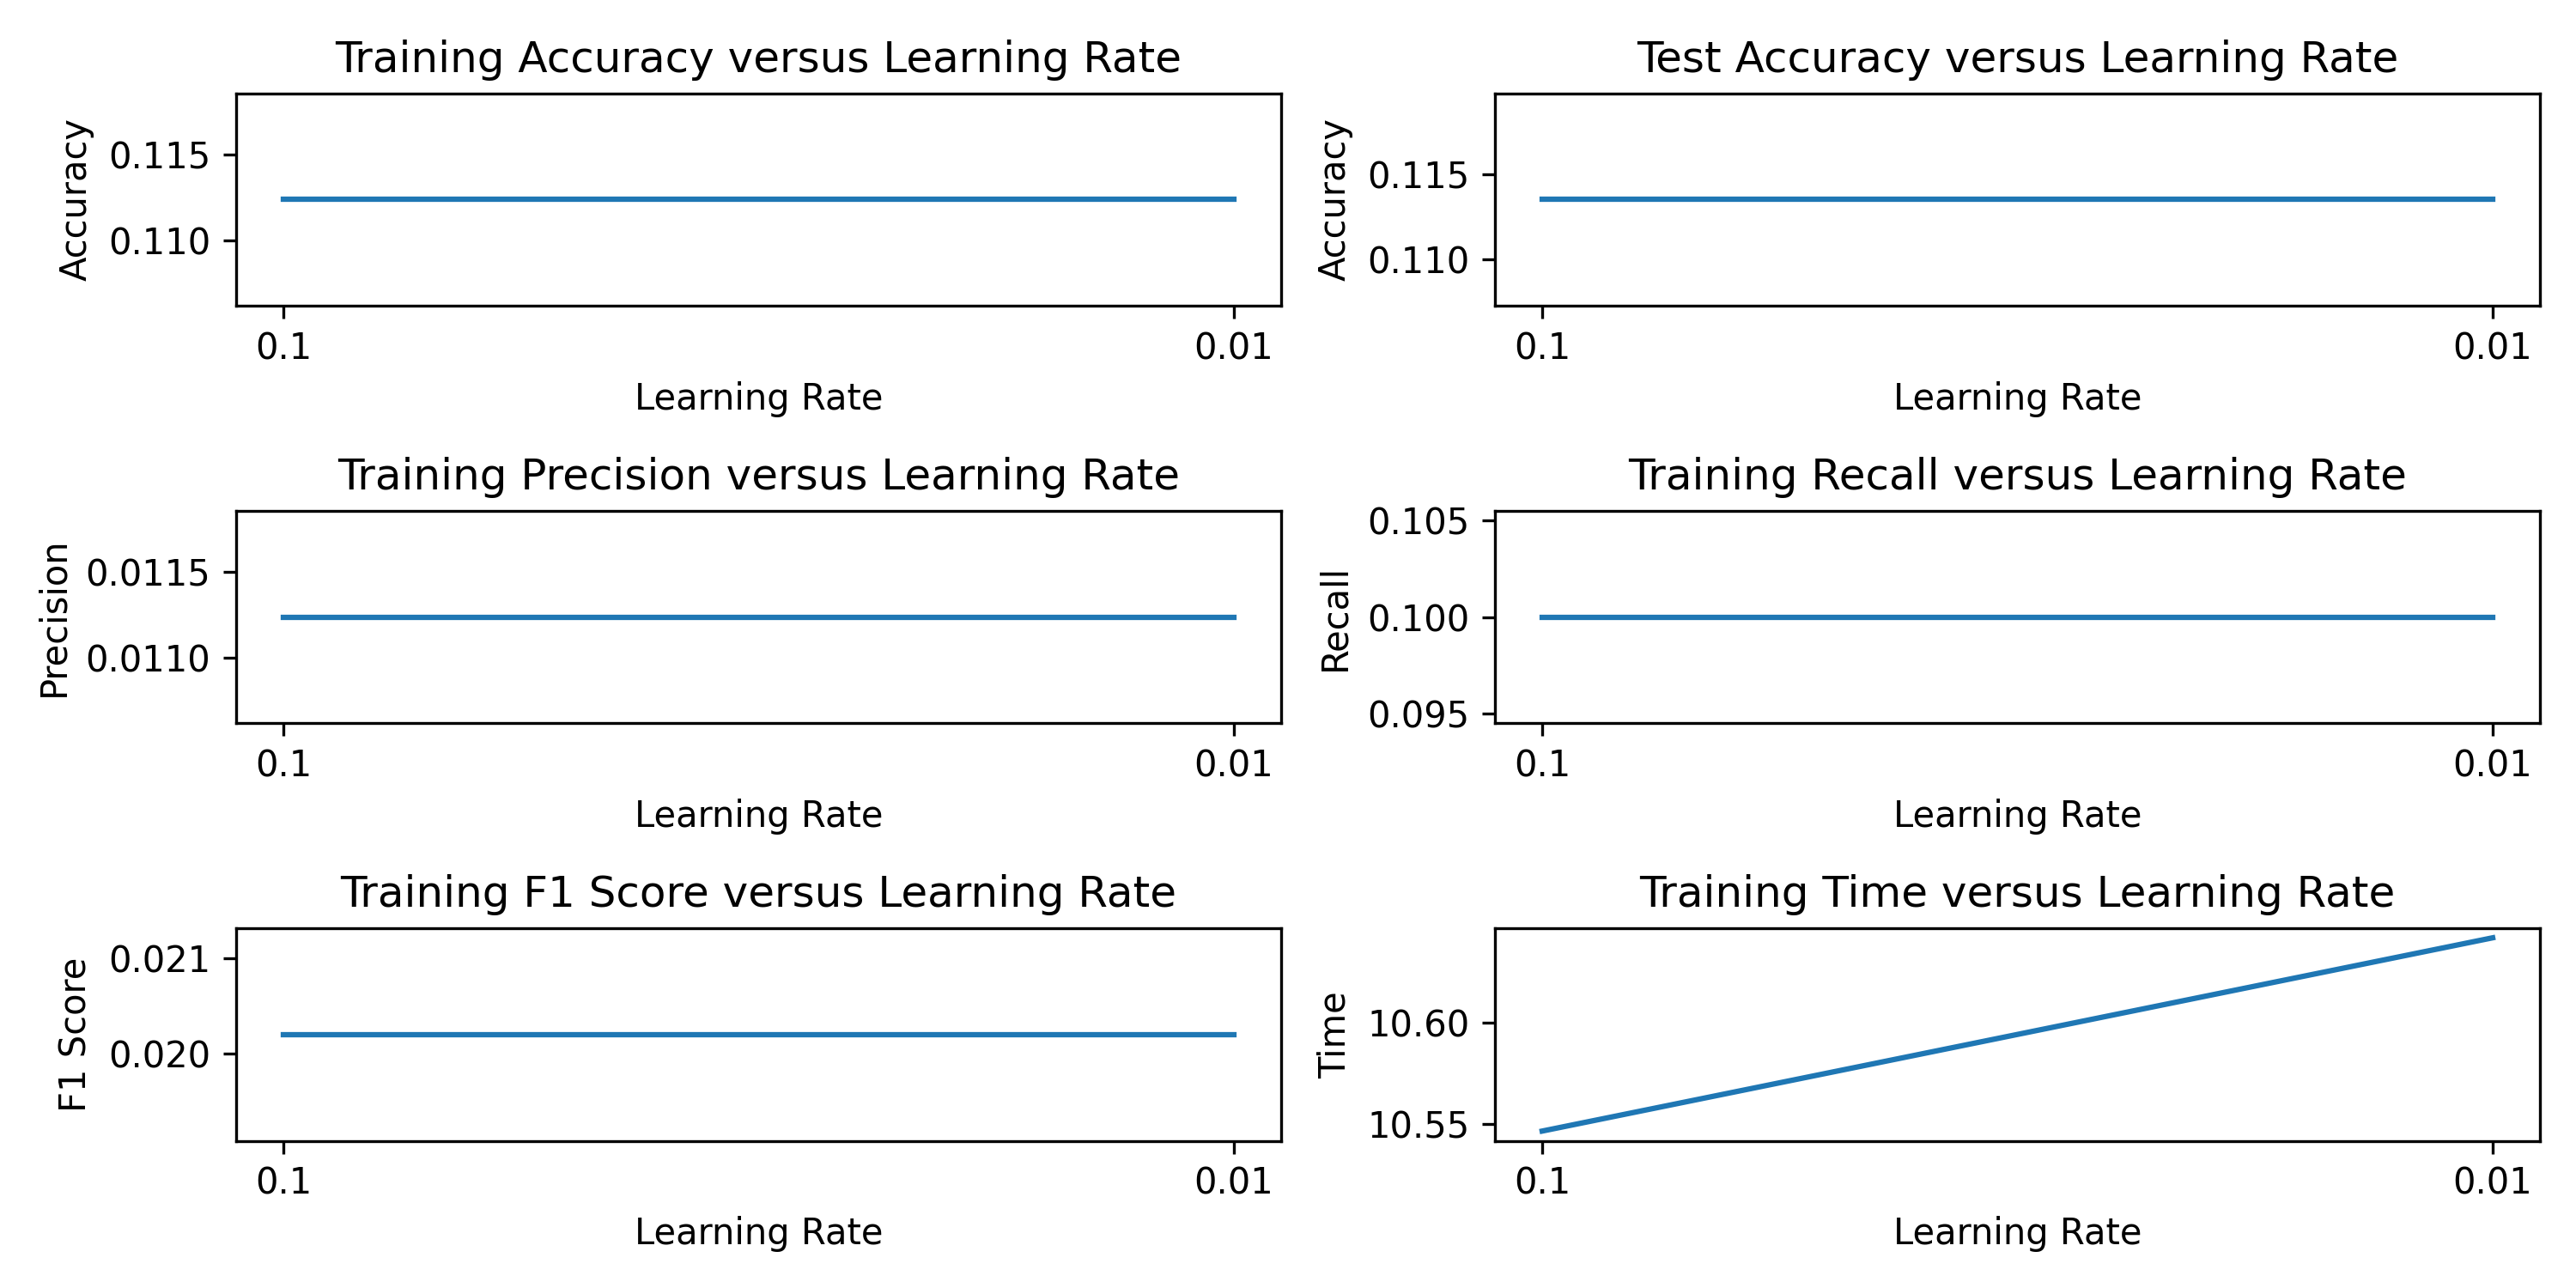 Training Accuracy versus Learning Rate
Accuracy
0.115
0.110
0.1
0.01
Learning Rate
Test Accuracy versus Learning Rate
Accuracy
0.115
0.110
0.1
0.01
Learning Rate
Training Precision versus Learning Rate
Precision
0.0115
0.0110
0.1
0.01
Learning Rate
Training Recall versus Learning Rate
Recall
0.105
0.100
0.095
0.1
0.01
Learning Rate
Training F1 Score versus Learning Rate
F1 Score
0.021
0.020
0.1
0.01
Learning Rate
Training Time versus Learning Rate
Time
10.60
10.55
0.1
0.01
Learning Rate